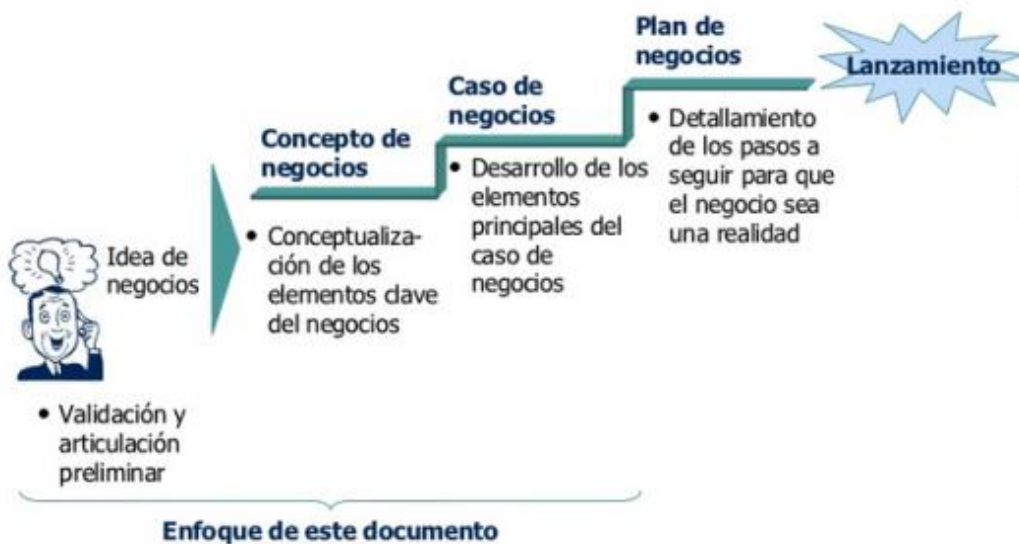 Idea de
negocios
• Validación y
articulación
preliminar
Concepto de
negocios
• Conceptualiza-
ción de los
elementos clave
del negocios
Caso de
negocios
• Desarrollo de los
elementos
principales del
caso de
negocios
Plan de
negocios
• Detallamiento
de los pasos a
seguir para que
el negocio sea
una realidad
Lanzamiento
Enfoque de este documento